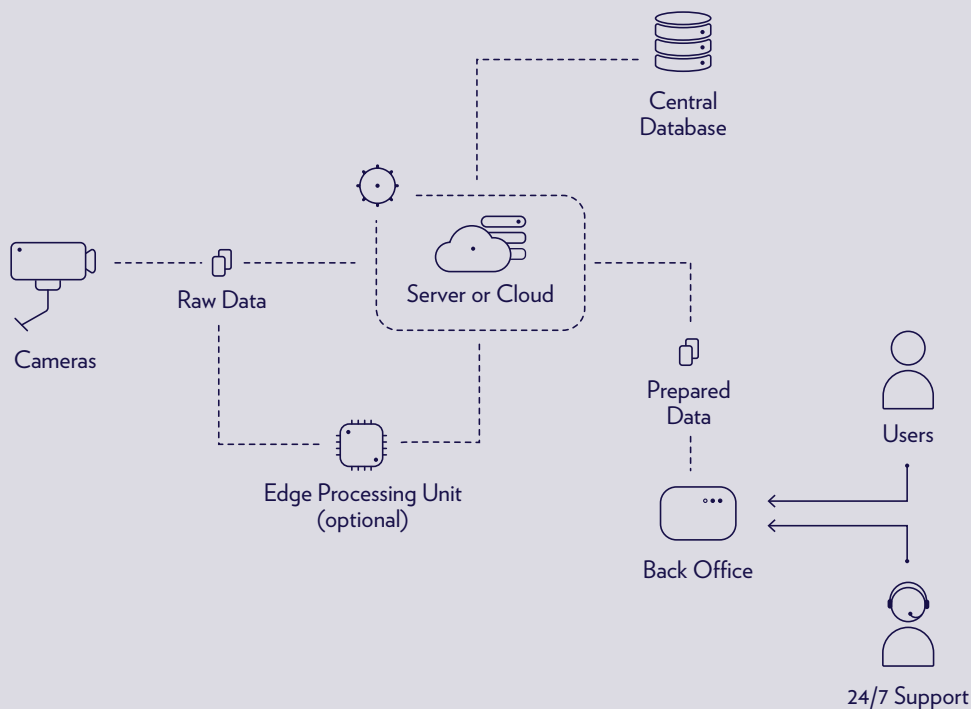 Central
Database
Server or Cloud
Raw Data
Cameras
Prepared
Data
Users
Edge Processing Unit
(optional)
Back Office
24/7 Support